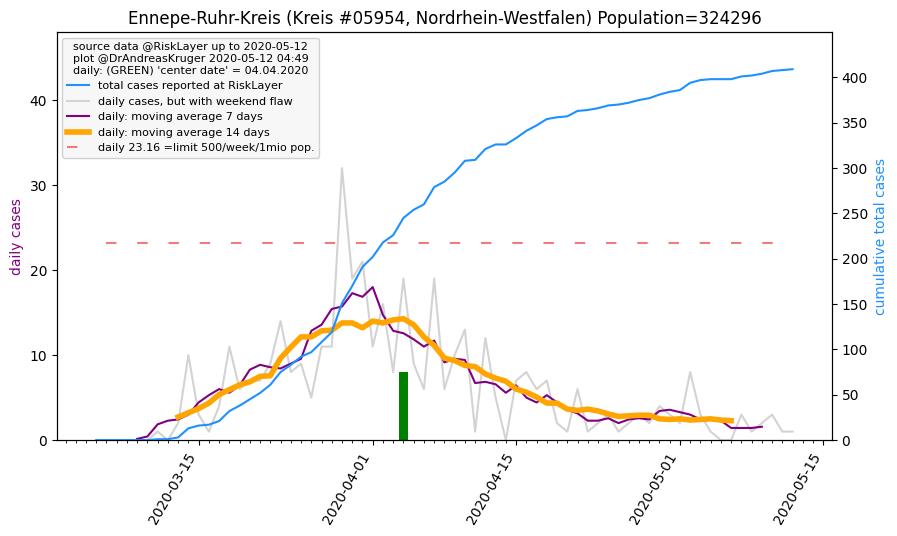 Ennepe-Ruhr-Kreis (Kreis #05954, Nordrhein-Westfalen) Population=324296
source data @RiskLayer up to 2020-05-12
plot @DrAndreasKruger 2020-05-12 04:49
daily: (GREEN) 'center date' = 04.04.2020
total cases reported at RiskLayer
daily cases, but with weekend flaw
daily: moving average 7 days
daily: moving average 14 days
daily 23.16 =limit 500/week/1mio pop.
daily cases
0
10
20
30
40
cumulative total cases
0
50
100
150
200
250
300
350
400
2020-03-15
2020-04-01
2020-04-15
2020-05-01
2020-05-15